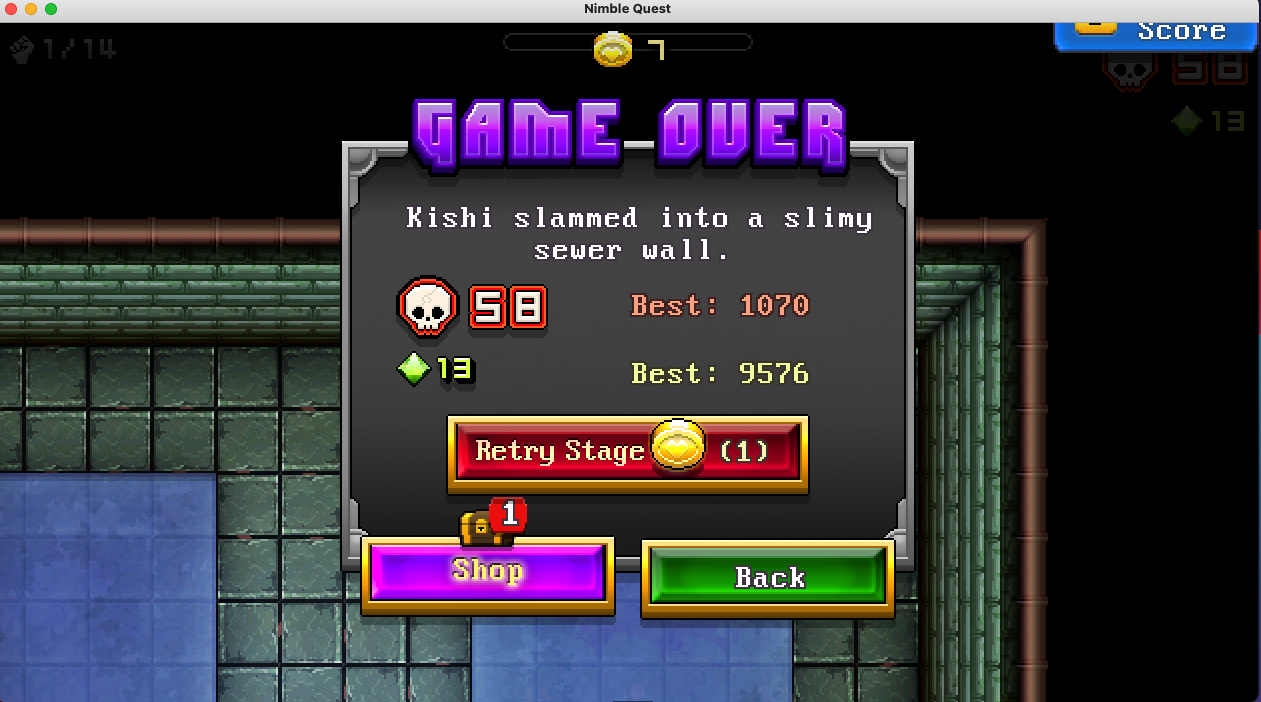 Nimble Quest
1/14
7
Score
58
13
GAME OVER
Kishi slammed into a slimy
sewer wall.
58
Best: 1070
13
Best: 9576
Retry Stage (1)
1
Shop
Back